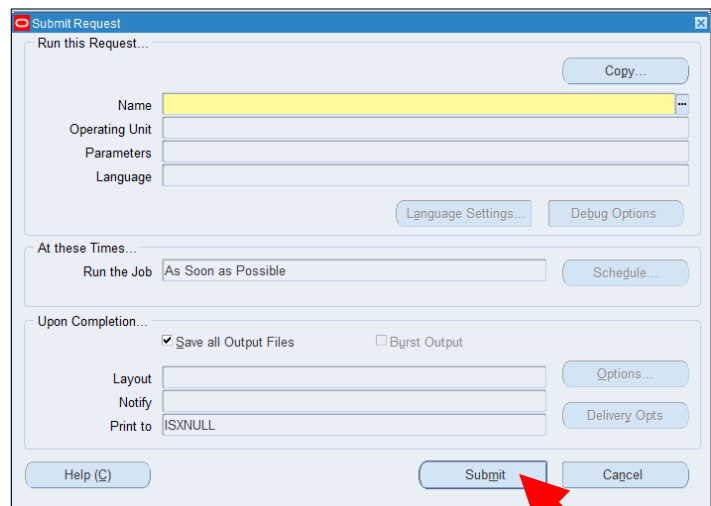 Submit Request
Run this Request...
Copy...
Name
Operating Unit
Parameters
Language
Language Settings...
Debug Options
At these Times...
Run the Job As Soon as Possible
Schedule...
Upon Completion...
Save all Output Files
Burst Output
Layout
Options...
Notify
Print to ISXNULL
Delivery Opts
Help (C)
Submit
Cancel